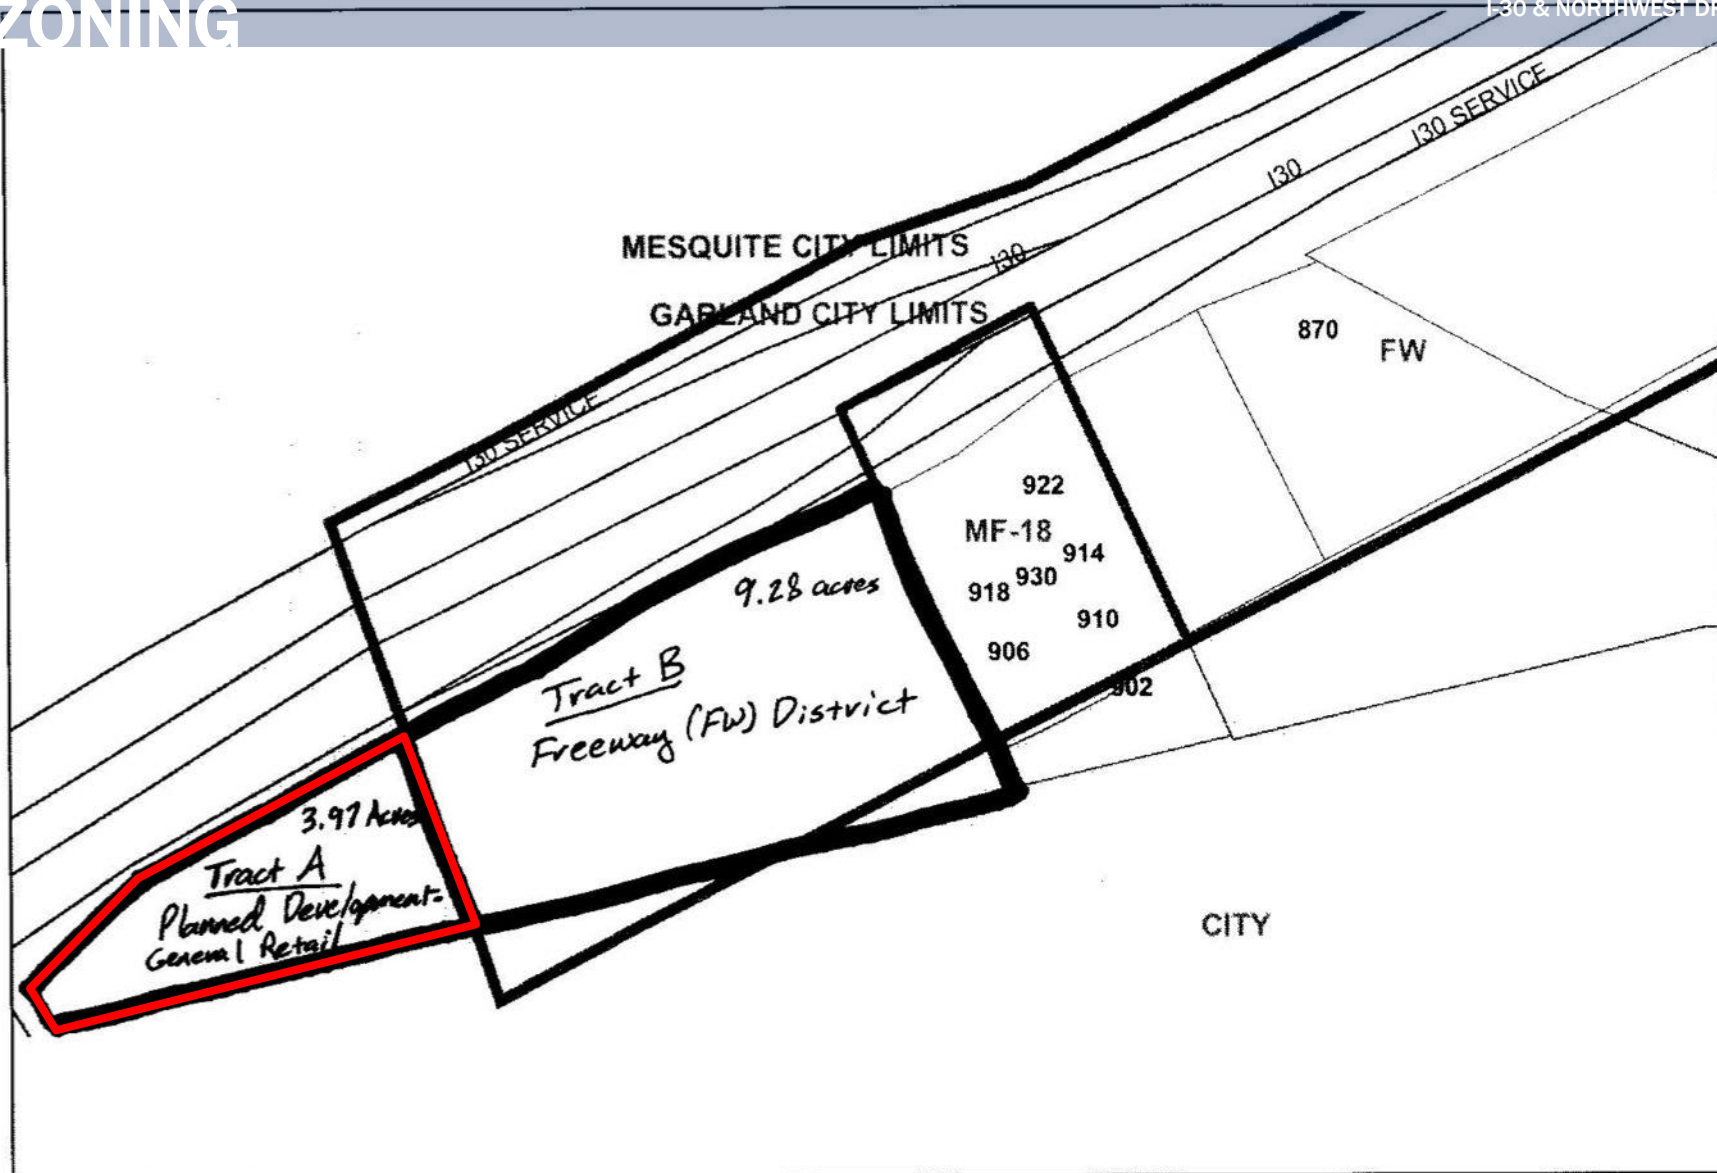 ZONING
I-30 & NORTHWEST
I30 SERVICE
I30
MESQUITE CITY LIMITS
I30
GARLAND CITY LIMITS
870
FW
I30 SERVICE
922
MF-18
914
930
918
910
906
902
9.28 acres
Tract B
Freeway (FW) District
3.97 Acres
Tract A
Planned Development-
General Retail
CITY